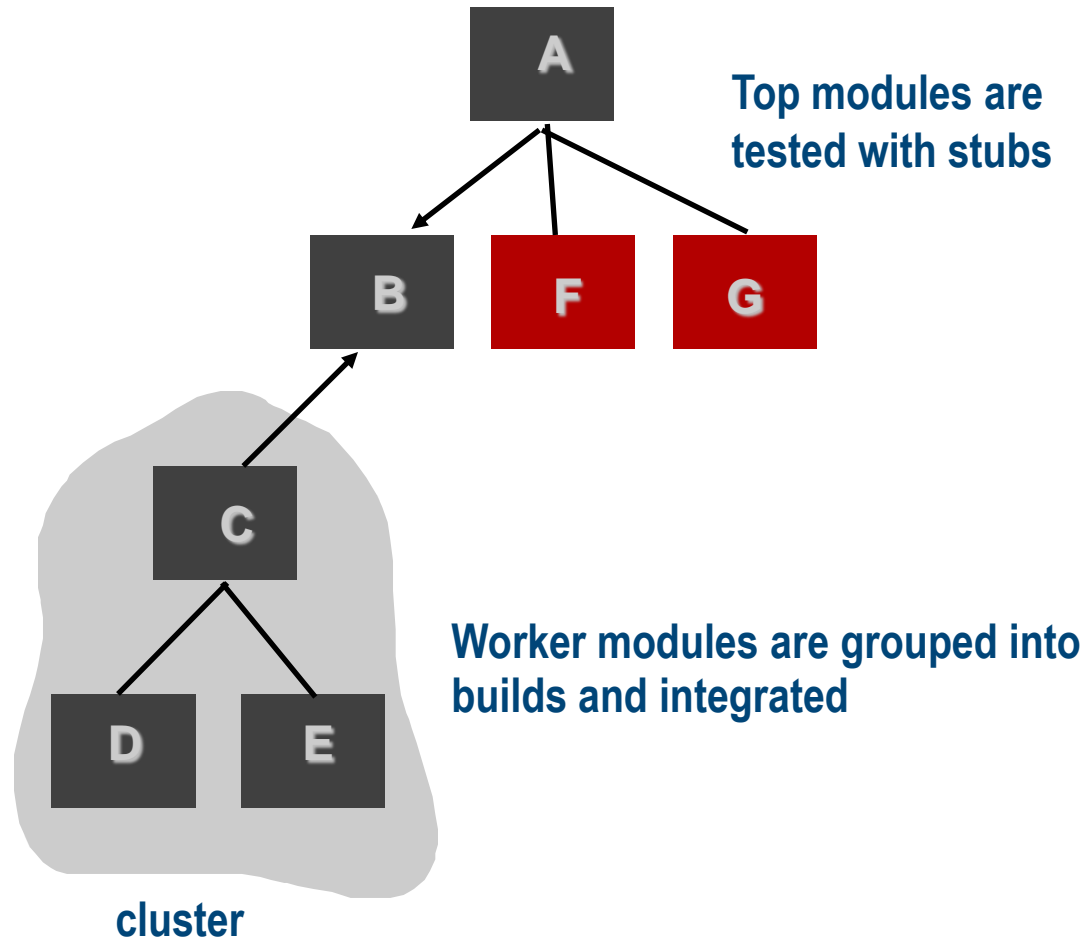 A
Top modules are
tested with stubs
B
F
G
C
Worker modules are grouped into
builds and integrated
D
E
cluster